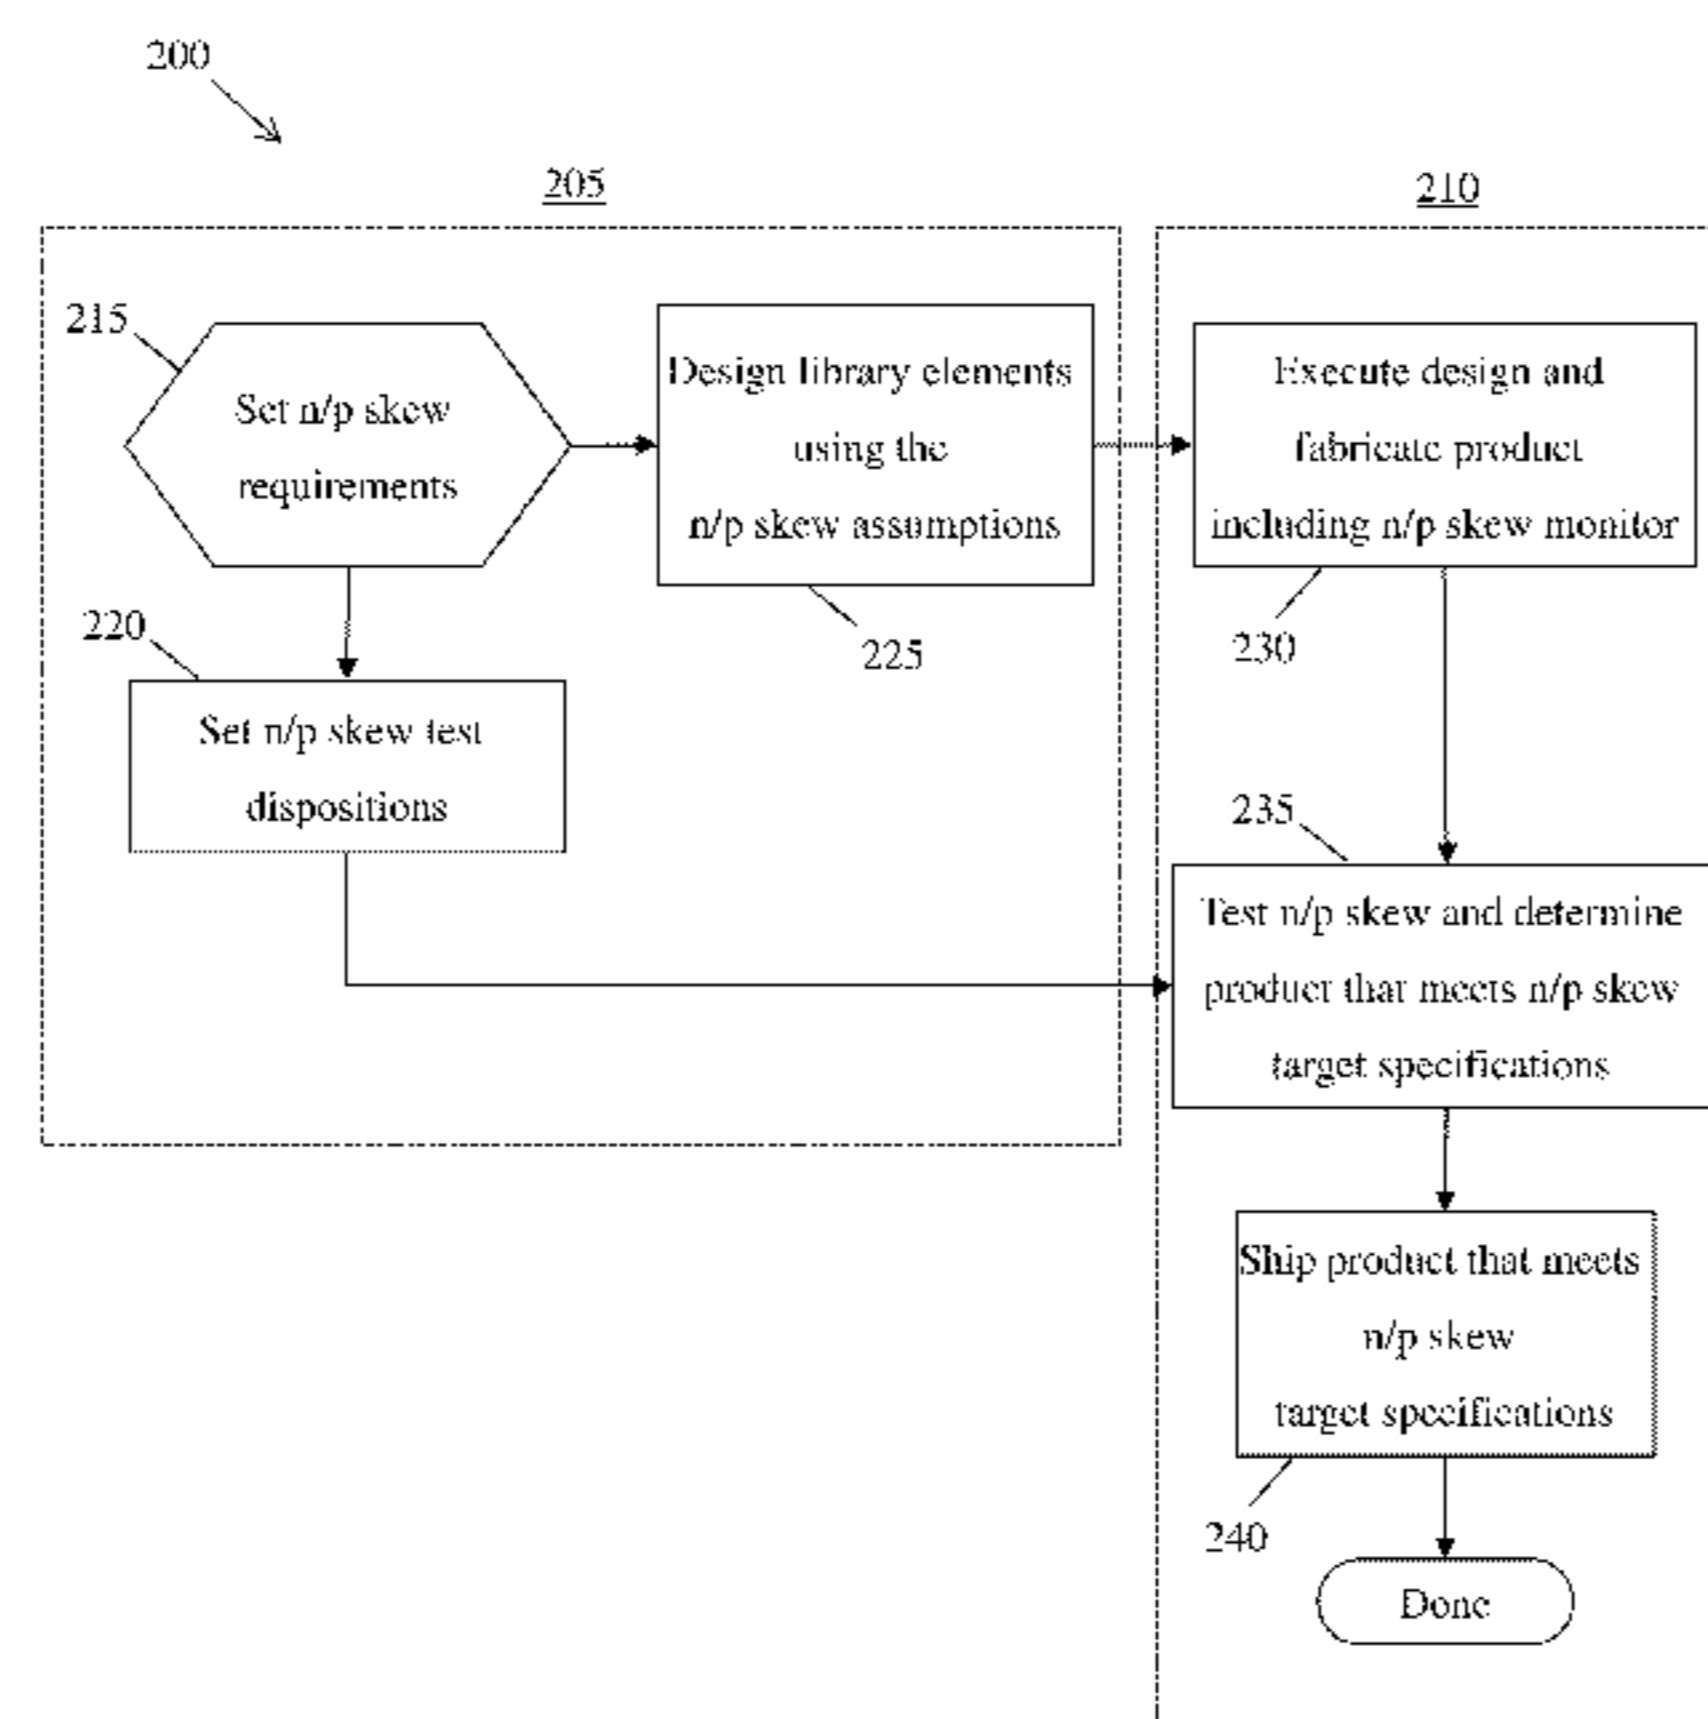 200
205
210
215
Set n/p skew
requirements
Design library elements
using the
n/p skew assumptions
Execute design and
fabricate product
including n/p skew monitor
220
225
230
Set n/p skew test
dispositions
235
Test n/p skew and determine
product that meets n/p skew
target specifications
Ship product that meets
n/p skew
target specifications
240
Done